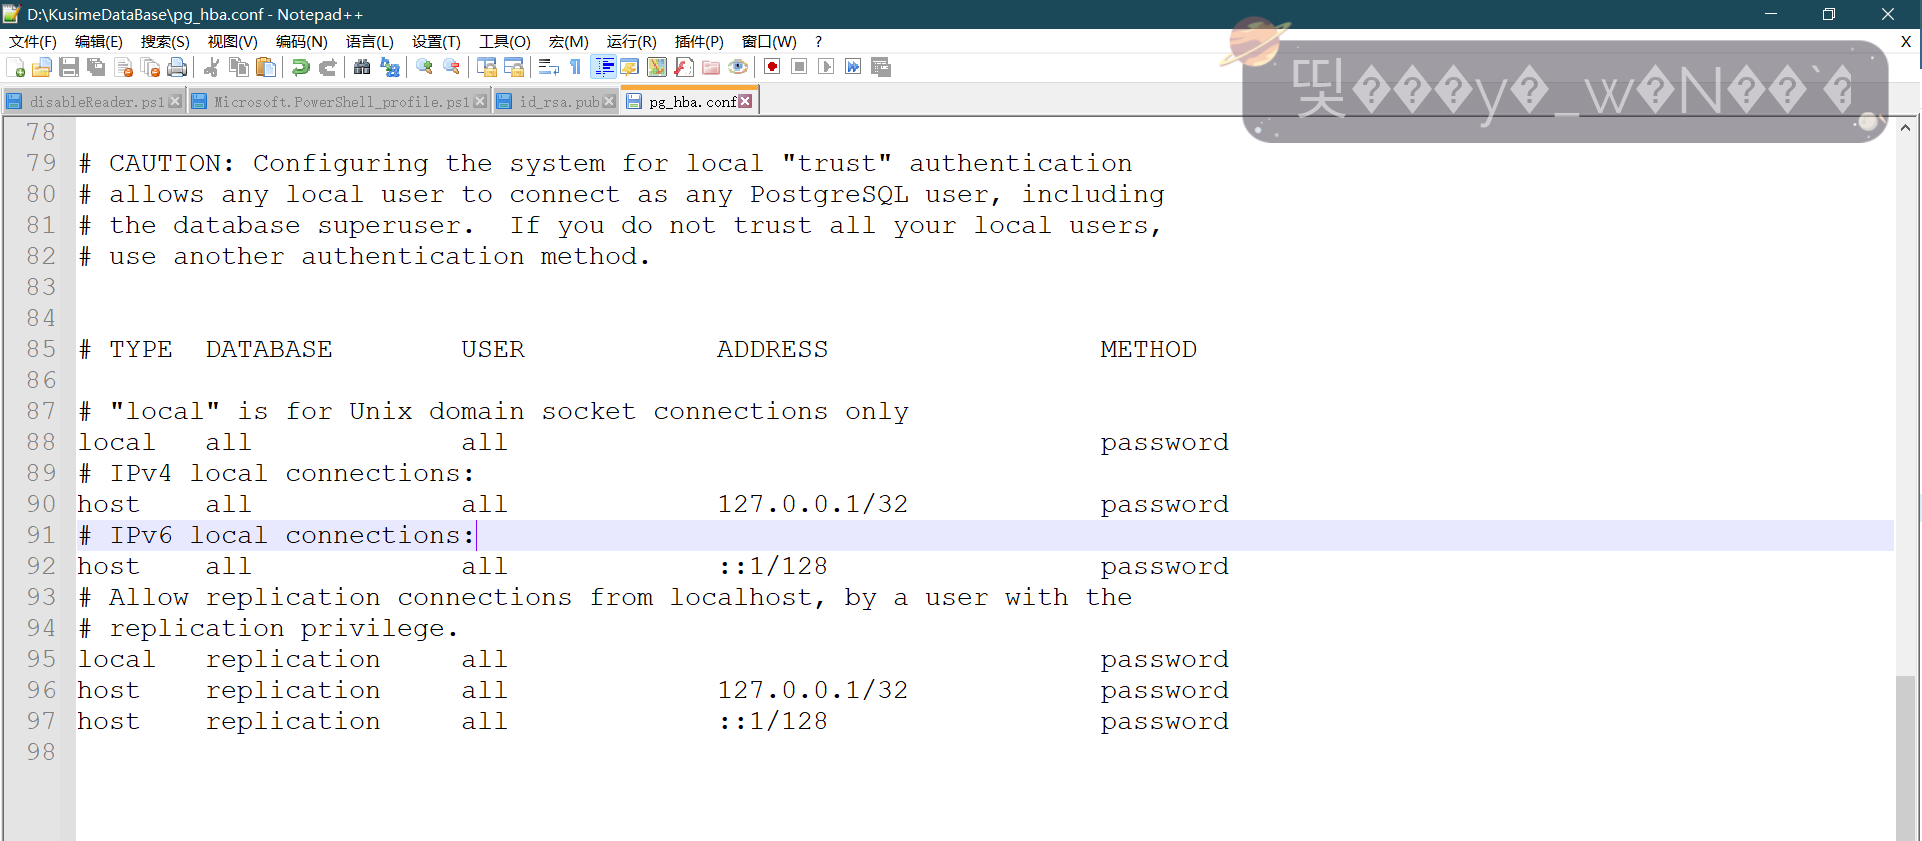 D:\KusimeDataBase\pg_hba.conf - Notepad++
文件(F) 编辑(E) 搜索(S) 视图(V) 编码(N) 语言(L) 设置(T) 工具(O) 宏(M) 运行(R) 插件(P) 窗口(W) ? X
disableReader.ps1 Microsoft.PowerShell_profile.ps1 id_rsa.pub pg_hba.conf
78
79 # CAUTION: Configuring the system for local "trust" authentication
80 # allows any local user to connect as any PostgreSQL user, including
81 # the database superuser.  If you do not trust all your local users,
82 # use another authentication method.
83
84
85 # TYPE  DATABASE        USER            ADDRESS                 METHOD
86
87 # "local" is for Unix domain socket connections only
88 local   all             all                                     password
89 # IPv4 local connections:
90 host    all             all             127.0.0.1/32            password
91 # IPv6 local connections:
92 host    all             all             ::1/128                 password
93 # Allow replication connections from localhost, by a user with the
94 # replication privilege.
95 local   replication     all                                     password
96 host    replication     all             127.0.0.1/32            password
97 host    replication     all             ::1/128                 password
98